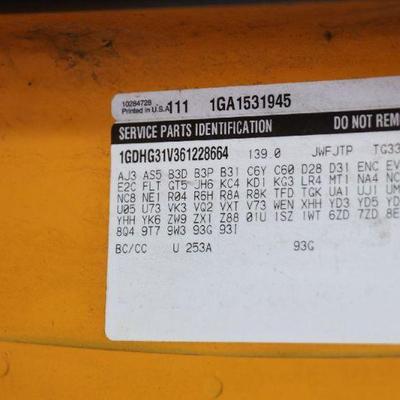 10284728 111 1GA1531945
Printed in U.S.A.
SERVICE PARTS IDENTIFICATION DO NOT REM
1GDHG31V361228664 139 0 JWFJTP TG33
AJ3 AS5 B3D B3P B31 C6Y C60 D28 D31 ENC EV
E2C FLT GT5 JH6 KC4 KD1 KG3 LR4 MT1 NA4 NC
NC8 NE1 R04 R6H R8A R8K TFD TGK UA1 UJ1 U0
U05 U73 VK3 VQ2 VXT V73 WEN XHH YD3 YD5 YD
YHH YK6 ZW9 ZX1 Z88 01U 1SZ 1WT 6ZD 7ZD 8E
8Q4 9T7 9W3 93G 931
BC/CC U 253A 93G